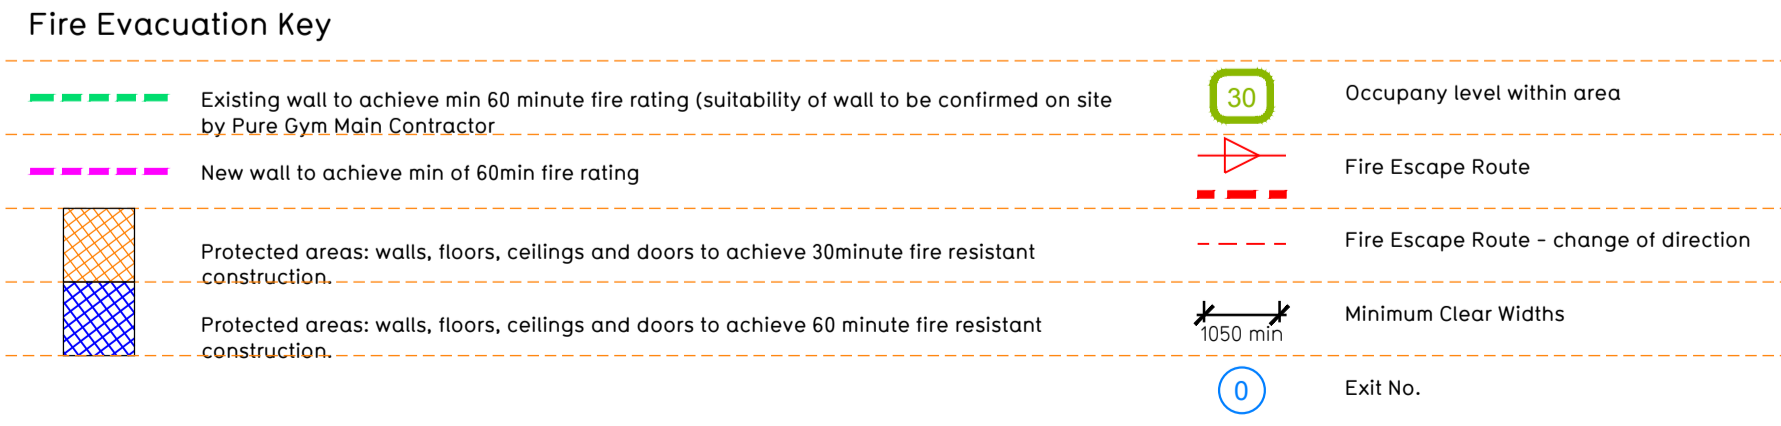 Fire Evacuation Key
Existing wall to achieve min 60 minute fire rating (suitability of wall to be confirmed on site
by Pure Gym Main Contractor
New wall to achieve min of 60min fire rating
Protected areas: walls, floors, ceilings and doors to achieve 30minute fire resistant
construction.
Protected areas: walls, floors, ceilings and doors to achieve 60 minute fire resistant
construction.
30
Occupany level within area
Fire Escape Route
Fire Escape Route - change of direction
1050 min
Minimum Clear Widths
0
Exit No.